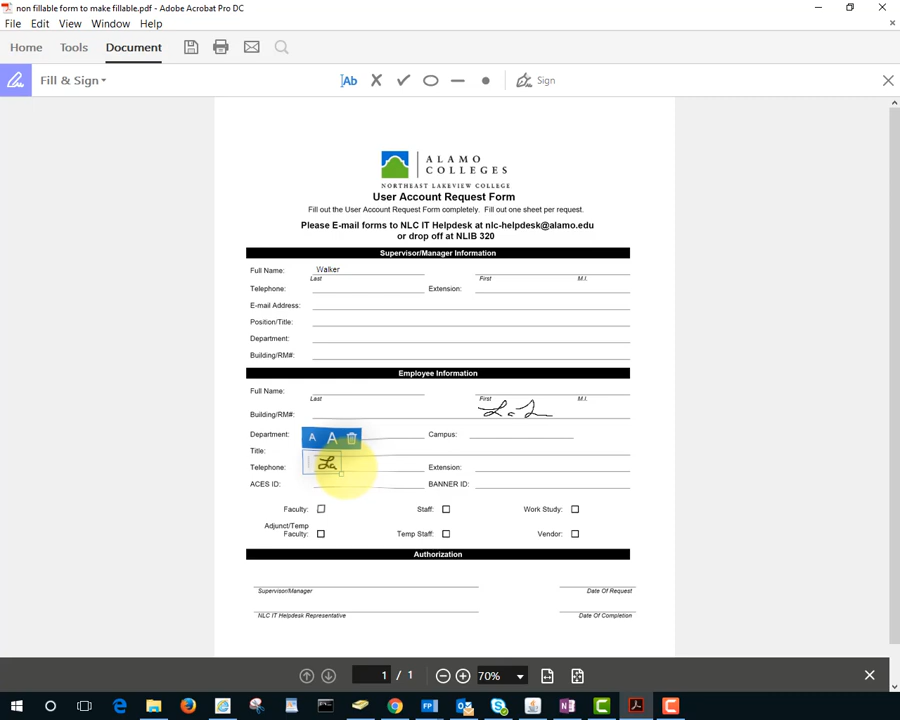 non fillable form to make fillable.pdf - Adobe Acrobat Pro DC
File Edit View Window Help
Home Tools Document
Fill & Sign
Ab
Sign
ALAMO
COLLEGES
NORTHEAST LAKEVIEW COLLEGE
User Account Request Form
Fill out the User Account Request Form completely. Fill out one sheet per request.
Please E-mail forms to NLC IT Helpdesk at nlc-helpdesk@alamo.edu
or drop off at NLIB 320
Supervisor/Manager Information
Full Name: Walker
Last First M.I.
Telephone: Extension:
E-mail Address:
Position/Title:
Department:
Building/RM#:
Employee Information
Full Name:
Last First M.I.
Building/RM#:
Department: A A Campus:
Title:
Telephone: Extension:
ACES ID: BANNER ID:
Faculty: Staff: Work Study:
Adjunct/Temp
Faculty: Temp Staff: Vendor:
Authorization
Supervisor/Manager Date Of Request
NLC IT Helpdesk Representative Date Of Completion
1 / 1 70%